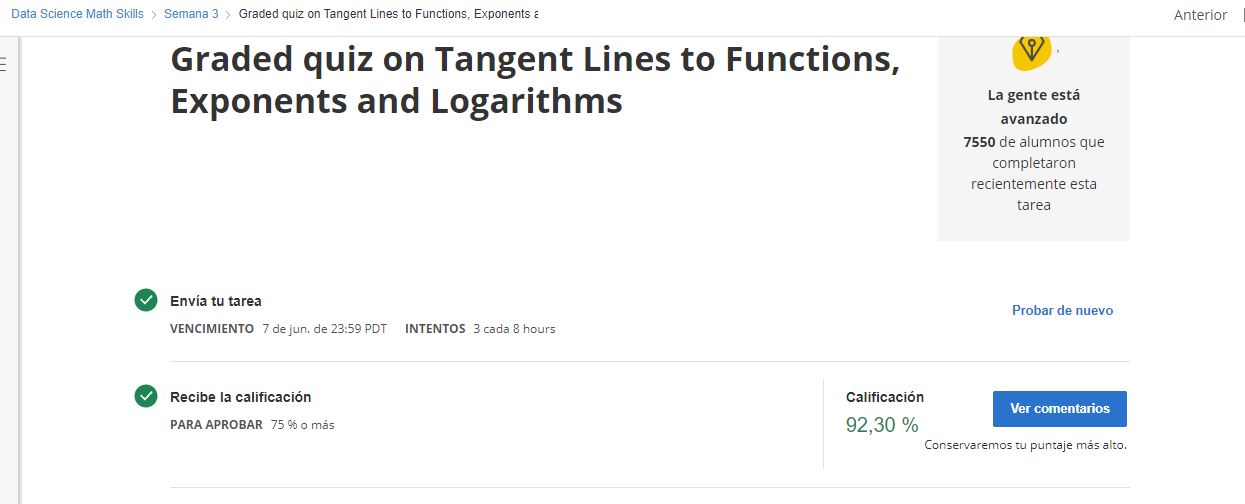 Data Science Math Skills > Semana 3 > Graded quiz on Tangent Lines to Functions, Exponents a
Anterior
Graded quiz on Tangent Lines to Functions,
Exponents and Logarithms
La gente está
avanzado
7550 de alumnos que
completaron
recientemente esta
tarea
Envía tu tarea
VENCIMIENTO 7 de jun. de 23:59 PDT INTENTOS 3 cada 8 hours
Probar de nuevo
Recibe la calificación
PARA APROBAR 75 % o más
Calificación
92,30 %
Ver comentarios
Conservaremos tu puntaje más alto.